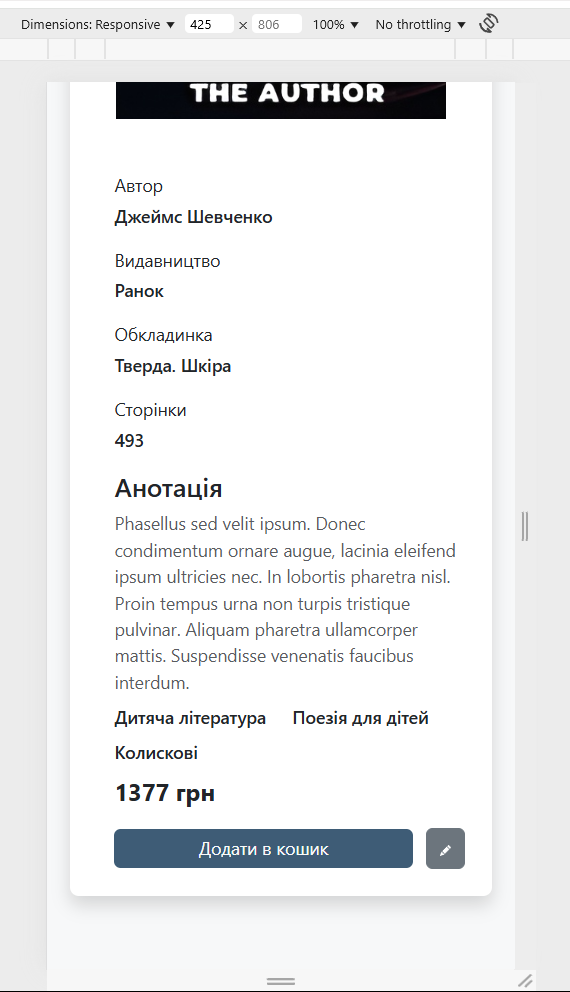 Dimensions: Responsive ▼ 425 × 806 100% ▼ No throttling ▼
THE AUTHOR
Автор
Джеймс Шевченко
Видавництво
Ранок
Обкладинка
Тверда. Шкіра
Сторінки
493
Анотація
Phasellus sed velit ipsum. Donec
condimentum ornare augue, lacinia eleifend
ipsum ultricies nec. In lobortis pharetra nisl.
Proin tempus urna non turpis tristique
pulvinar. Aliquam pharetra ullamcorper
mattis. Suspendisse venenatis faucibus
interdum.
Дитяча література Поезія для дітей
Колискові
1377 грн
Додати в кошик